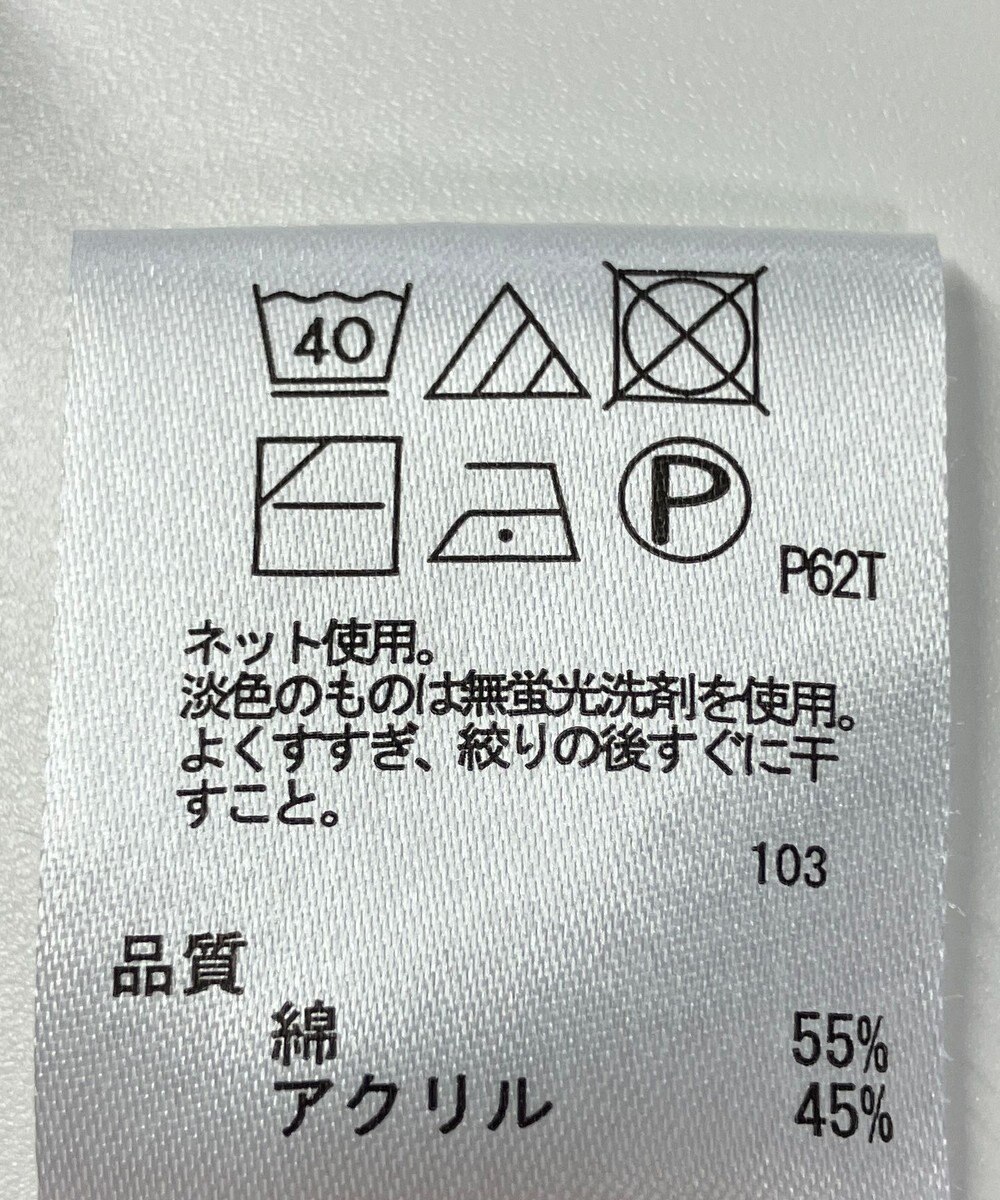 40
P
P62T
ネット使用。
淡色のものは無蛍光洗剤を使用。
よくすすぎ、絞りの後すぐに干
すこと。
103
品質
綿 55%
アクリル 45%